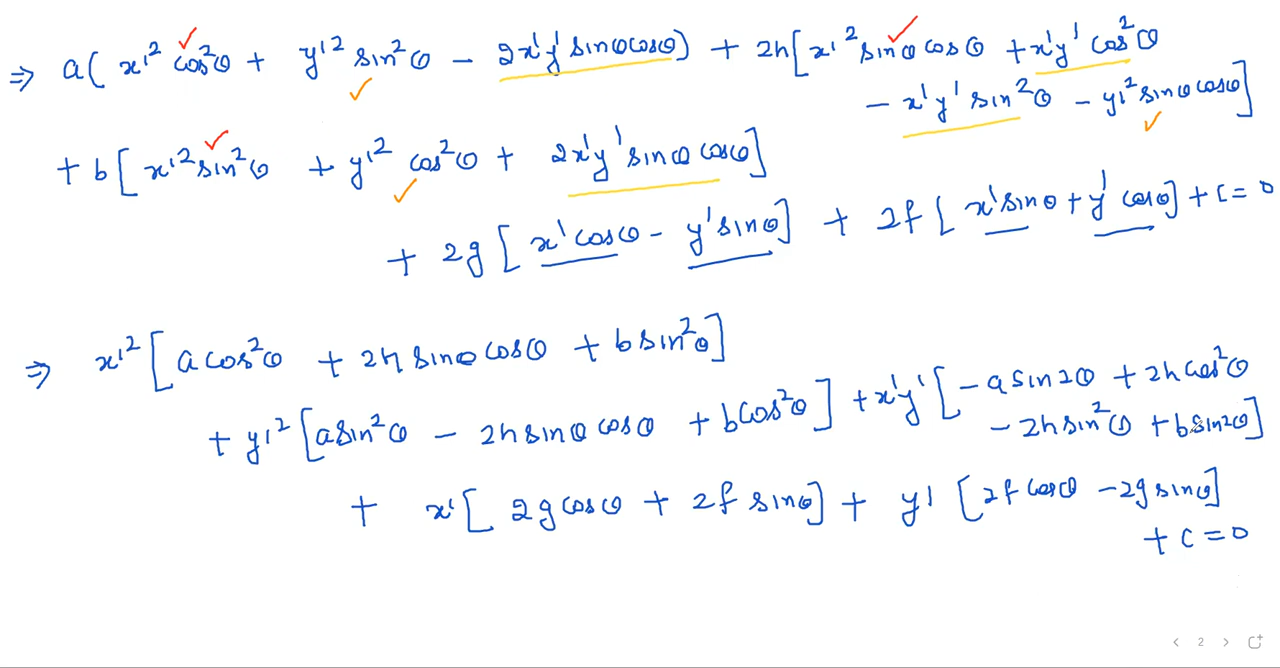 ⇒ a( x'² cos²θ + y'² sin²θ - 2x'y' sinθcosθ) + 2h[x'² sinθ cosθ + x'y' cos²θ
- x'y' sin²θ - y'² sinθ cosθ]
+ b[x'² sin²θ + y'² cos²θ + 2x'y' sinθ cosθ]
+ 2g [x'cosθ - y'sinθ] + 2f [x'sinθ + y' cosθ] + c = 0
⇒ x'² [a cos²θ + 2h sinθ cosθ + b sin²θ]
+ y'² [a sin²θ - 2h sinθ cosθ + b cos²θ] + x'y' [- a sin2θ + 2h cos²θ
- 2h sin²θ + b sin2θ]
+ x' [2g cosθ + 2f sinθ] + y' [2f cosθ - 2g sinθ]
+ c = 0
< 2 >